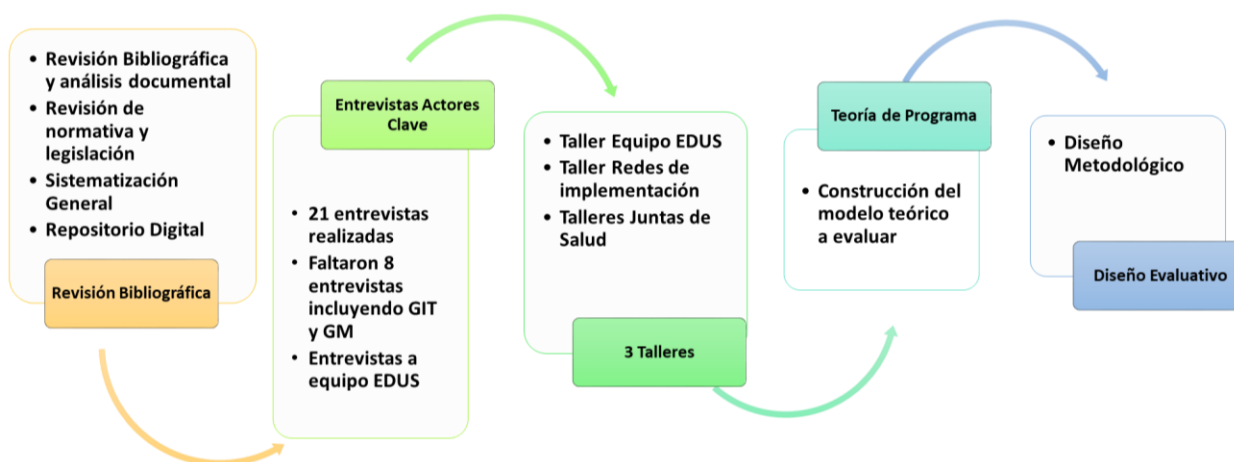 • Revisión Bibliográfica
y análisis documental
• Revisión de
normativa y
legislación
• Sistematización
General
• Repositorio Digital
Revisión Bibliográfica
Entrevistas Actores
Clave
• 21 entrevistas
realizadas
• Faltaron 8
entrevistas
incluyendo GIT
y GM
• Entrevistas a
equipo EDUS
• Taller Equipo EDUS
• Taller Redes de
implementación
• Talleres Juntas de
Salud
3 Talleres
Teoría de Programa
• Construcción del
modelo teórico
a evaluar
• Diseño
Metodológico
Diseño Evaluativo